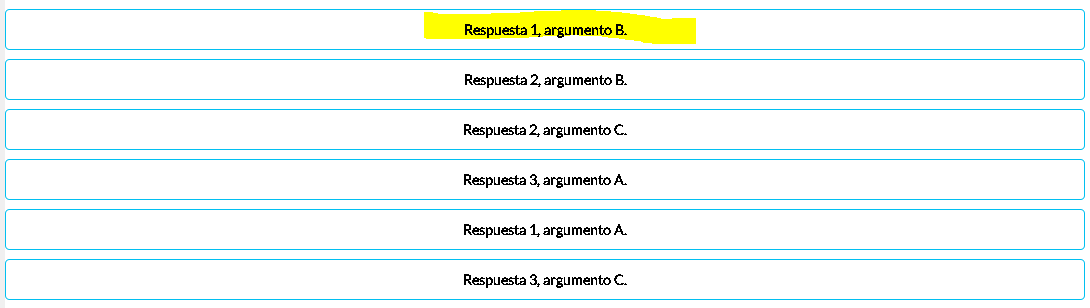 Respuesta 1, argumento B.
Respuesta 2, argumento B.
Respuesta 2, argumento C.
Respuesta 3, argumento A.
Respuesta 1, argumento A.
Respuesta 3, argumento C.